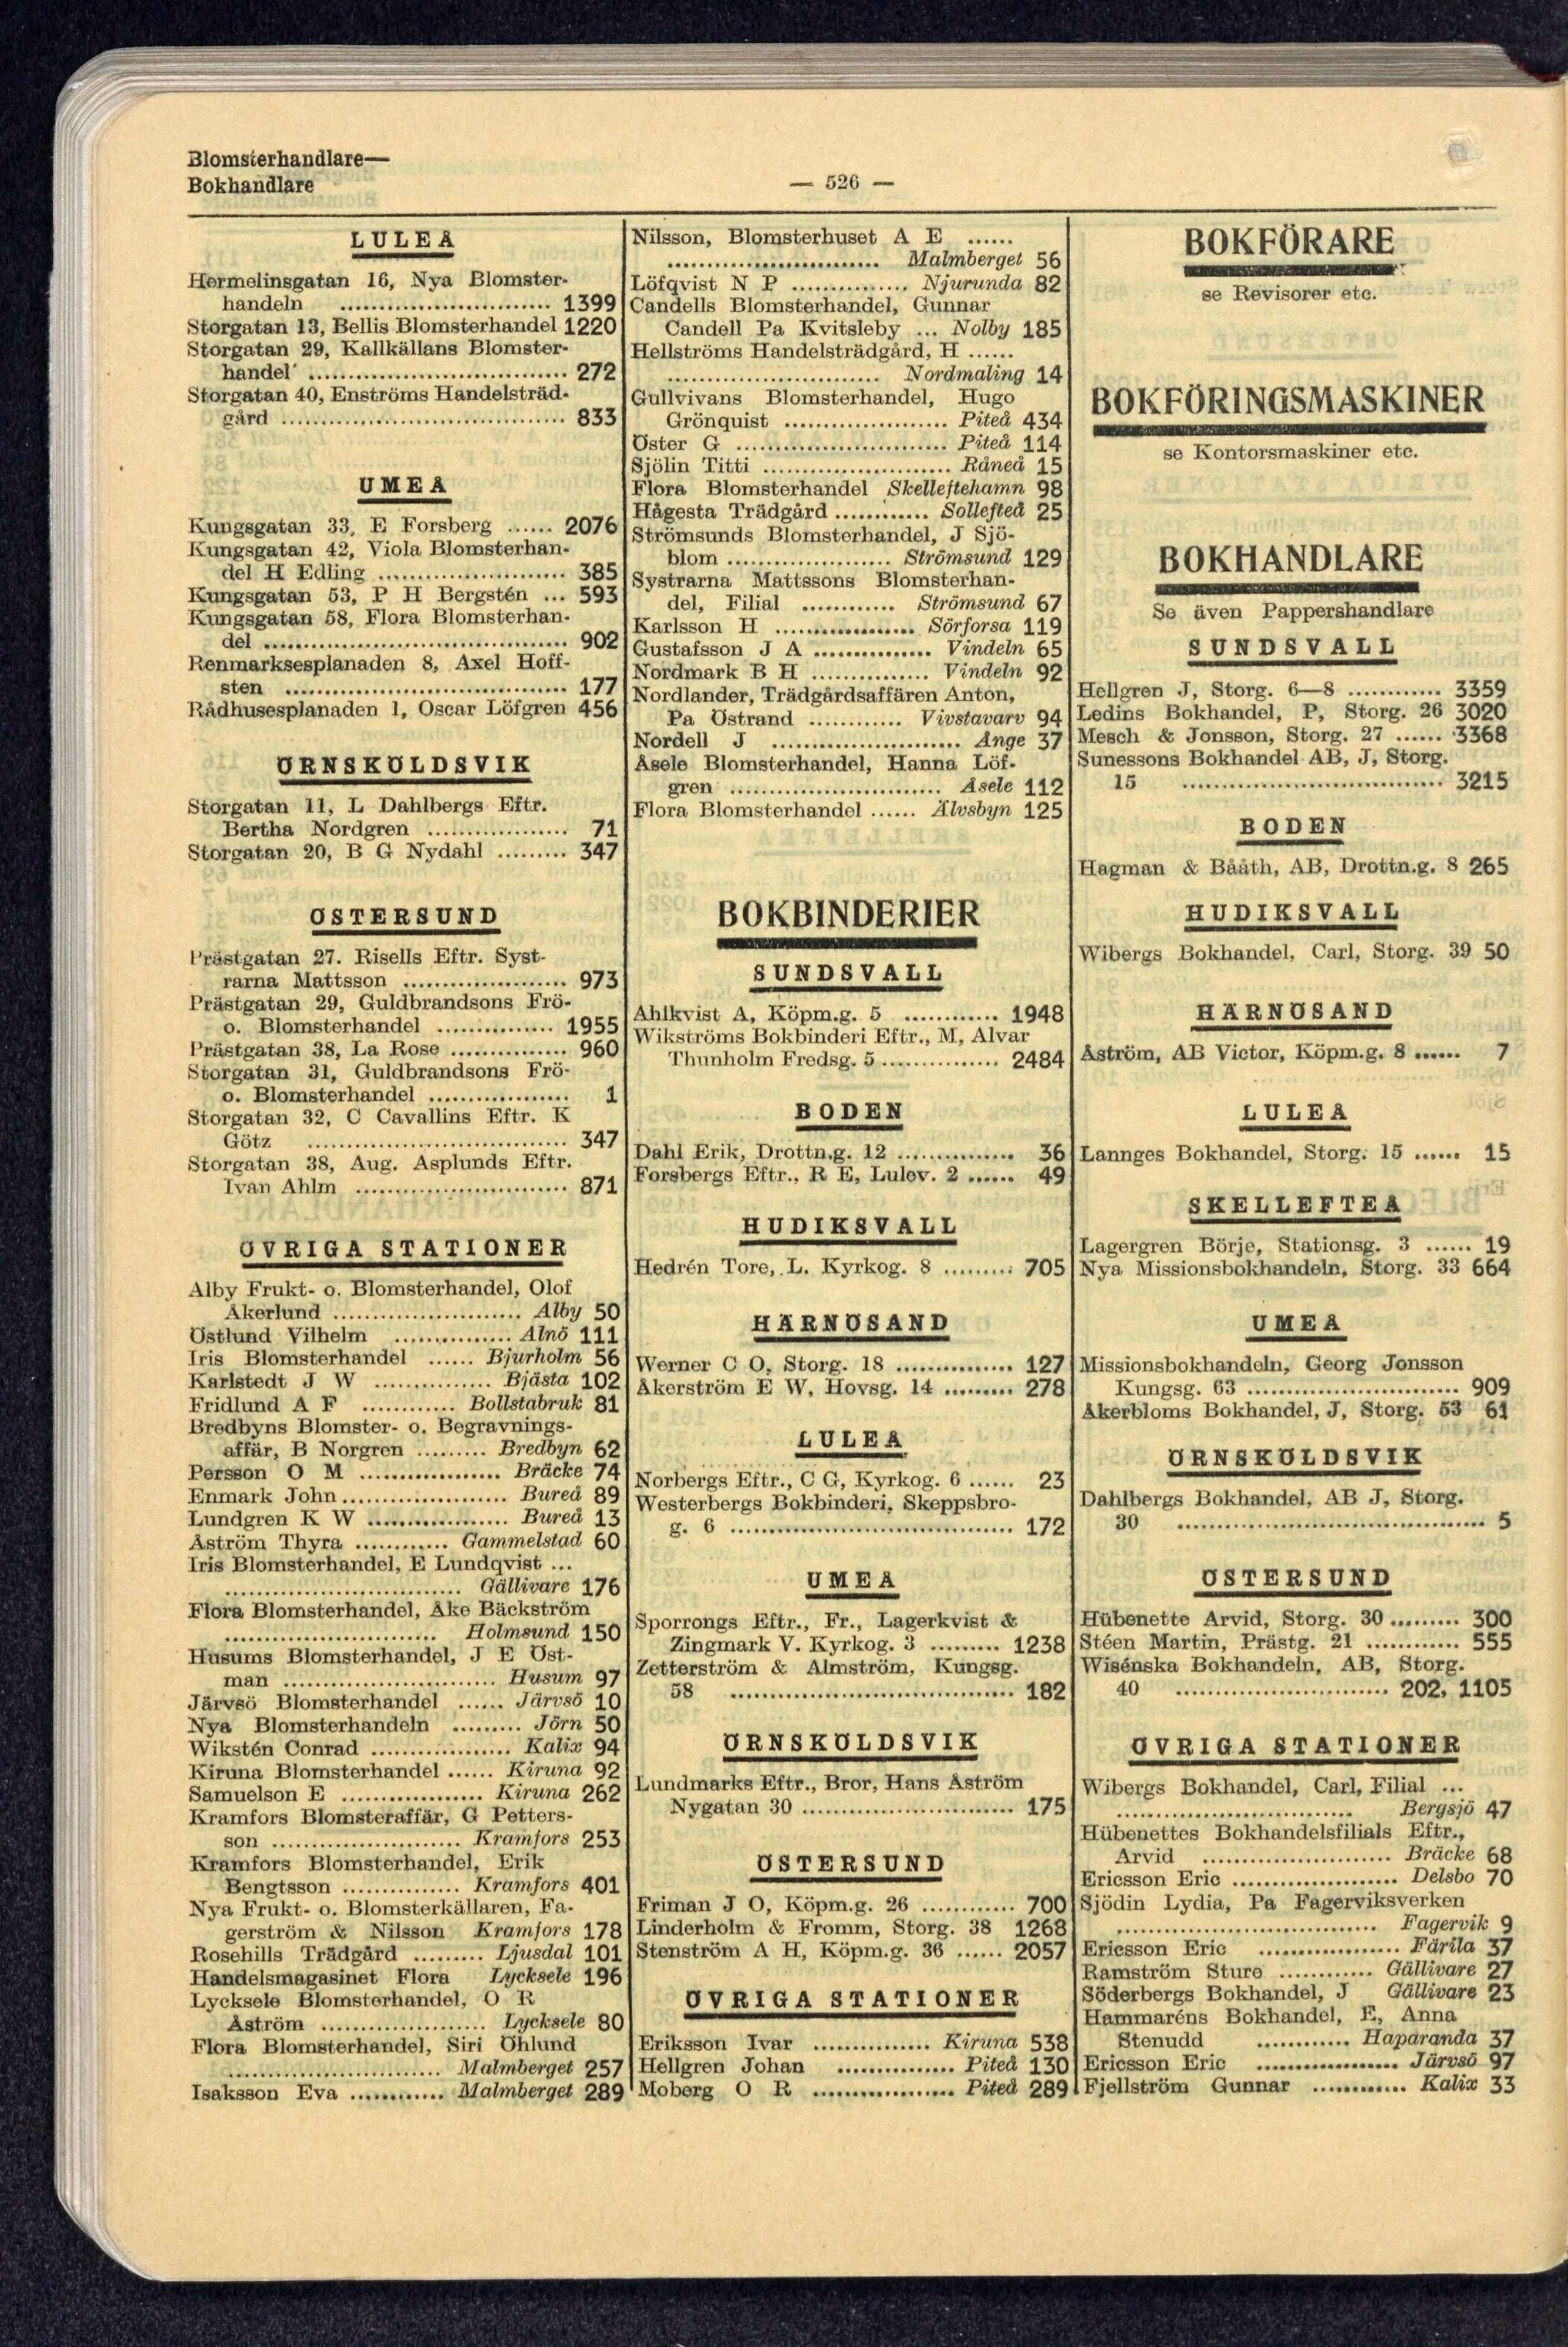 Blomsterhandlare—
Bokhandlare
— 526 —
LULEÅ
Hermelinsgatan 16, Nya Blomster-
handeln .......................... 1399
Storgatan 13, Bellis Blomsterhandel 1220
Storgatan 29, Kallkällans Blomster-
handel ................................ 272
Storgatan 40, Enströms Handelsträd-
gård ................................... 833
UMEÅ
Kungsgatan 33, E Forsberg ...... 2076
Kungsgatan 42, Viola Blomsterhan-
del H Edling ........................ 385
Kungsgatan 53, P H Bergstén ... 593
Kungsgatan 58, Flora Blomsterhan-
del ...................................... 902
Renmarksesplanaden 8, Axel Hoff-
sten ................................... 177
Rådhusesplanaden 1, Oscar Löfgren 456
ÖRNSKÖLDSVIK
Storgatan 11, L Dahlbergs Eftr.
Bertha Nordgren .................. 71
Storgatan 20, B G Nydahl ......... 347
ÖSTERSUND
Prästgatan 27. Risells Eftr. Syst-
rarna Mattsson ..................... 973
Prästgatan 29, Guldbrandsons Frö-
o. Blomsterhandel ............... 1955
Prästgatan 38, La Rose ............... 960
Storgatan 31, Guldbrandsons Frö-
o. Blomsterhandel .................. 1
Storgatan 32, C Cavallins Eftr. K
Götz ................................. 347
Storgatan 38, Aug. Asplunds Eftr.
Ivan Ahlm ........................... 871
ÖVRIGA STATIONER
Alby Frukt- o. Blomsterhandel, Olof
Åkerlund ........................ Alby 50
Östlund Vilhelm ............... Alnö 111
Iris Blomsterhandel ...... Bjurholm 56
Karlstedt J W ............... Bjästa 102
Fridlund A F ............ Bollstabruk 81
Bredbyns Blomster- o. Begravnings-
affär, B Norgren ......... Bredbyn 62
Persson O M .................. Bräcke 74
Enmark John ..................... Bureå 89
Lundgren K W .................. Bureå 13
Åström Thyra ............ Gammelstad 60
Iris Blomsterhandel, E Lundqvist ...
.............................. Gällivare 176
Flora Blomsterhandel, Åke Bäckström
........................... Holmsund 150
Husums Blomsterhandel, J E Öst-
man ........................... Husum 97
Järvsö Blomsterhandel ...... Järvsö 10
Nya Blomsterhandeln ......... Jörn 50
Wikstén Conrad .................. Kalix 94
Kiruna Blomsterhandel ...... Kiruna 92
Samuelson E .................. Kiruna 262
Kramfors Blomsteraffär, G Petters-
son ........................ Kramfors 253
Kramfors Blomsterhandel, Erik
Bengtsson ............... Kramfors 401
Nya Frukt- o. Blomsterkällaren, Fa-
gerström & Nilsson Kramfors 178
Rosehills Trädgård ......... Ljusdal 101
Handelsmagasinet Flora Lycksele 196
Lycksele Blomsterhandel, O R
Åström ..................... Lycksele 80
Flora Blomsterhandel, Siri Öhlund
........................... Malmberget 257
Isaksson Eva ............ Malmberget 289
Nilsson, Blomsterhuset A E ......
........................... Malmberget 56
Löfqvist N P ............... Njurunda 82
Candells Blomsterhandel, Gunnar
Candell Pa Kvitsleby ... Nolby 185
Hellströms Handelsträdgård, H ......
........................... Nordmaling 14
Gullvivans Blomsterhandel, Hugo
Grönquist ..................... Piteå 434
Öster G ........................... Piteå 114
Sjölin Titti ........................ Råneå 15
Flora Blomsterhandel Skelleftehamn 98
Hågesta Trädgård ............ Sollefteå 25
Strömsunds Blomsterhandel, J Sjö-
blom ..................... Strömsund 129
Systrarna Mattssons Blomsterhan-
del, Filial ............ Strömsund 67
Karlsson H .................. Sörforsa 119
Gustafsson J A ............... Vindeln 65
Nordmark B H ............... Vindeln 92
Nordlander, Trädgårdsaffären Anton,
Pa Östrand ............ Vivstavarv 94
Nordell J ........................ Ånge 37
Åsele Blomsterhandel, Hanna Löf-
gren ........................... Åsele 112
Flora Blomsterhandel ...... Älvsbyn 125
BOKBINDERIER
SUNDSVALL
Ahlkvist A, Köpm.g. 5 ............ 1948
Wikströms Bokbinderi Eftr., M, Alvar
Thunholm Fredsg. 5 ............... 2484
BODEN
Dahl Erik, Drottn.g. 12 ............... 36
Forsbergs Eftr., R E, Lulev. 2 ...... 49
HUDIKSVALL
Hedrén Tore, L. Kyrkog. 8 ......... 705
HÄRNÖSAND
Werner C O, Storg. 18 ............... 127
Åkerström E W, Hovsg. 14 ......... 278
LULEÅ
Norbergs Eftr., C G, Kyrkog. 6 ...... 23
Westerbergs Bokbinderi, Skeppsbro-
g. 6 .................................... 172
UMEÅ
Sporrongs Eftr., Fr., Lagerkvist &
Zingmark V. Kyrkog. 3 ......... 1238
Zetterström & Almström, Kungsg.
58 .................................... 182
ÖRNSKÖLDSVIK
Lundmarks Eftr., Bror, Hans Åström
Nygatan 30 ........................... 175
ÖSTERSUND
Friman J O, Köpm.g. 26 ............ 700
Linderholm & Fromm, Storg. 38 1268
Stenström A H, Köpm.g. 36 ...... 2057
ÖVRIGA STATIONER
Eriksson Ivar ............... Kiruna 538
Hellgren Johan ............... Piteå 130
Moberg O R .................. Piteå 289
BOKFÖRARE
se Revisorer etc.
BOKFÖRINGSMASKINER
se Kontorsmaskiner etc.
BOKHANDLARE
Se även Pappershandlare
SUNDSVALL
Hellgren J, Storg. 6—8 ............ 3359
Ledins Bokhandel, P, Storg. 26 3020
Mesch & Jonsson, Storg. 27 ...... 3368
Sunessons Bokhandel AB, J, Storg.
15 ................................. 3215
BODEN
Hagman & Bååth, AB, Drottn.g. 8 265
HUDIKSVALL
Wibergs Bokhandel, Carl, Storg. 39 50
HÄRNÖSAND
Åström, AB Victor, Köpm.g. 8 ...... 7
LULEÅ
Lannges Bokhandel, Storg. 15 ...... 15
SKELLEFTEÅ
Lagergren Börje, Stationsg. 3 ...... 19
Nya Missionsbokhandeln, Storg. 33 664
UMEÅ
Missionsbokhandeln, Georg Jonsson
Kungsg. 63 ........................... 909
Åkerbloms Bokhandel, J, Storg. 53 61
ÖRNSKÖLDSVIK
Dahlbergs Bokhandel, AB J, Storg.
30 ....................................... 5
ÖSTERSUND
Hübenette Arvid, Storg. 30 ......... 300
Stéen Martin, Prästg. 21 ............ 555
Wisénska Bokhandeln, AB, Storg.
40 ........................... 202, 1105
ÖVRIGA STATIONER
Wibergs Bokhandel, Carl, Filial ...
.............................. Bergsjö 47
Hübenettes Bokhandelsfilials Eftr.,
Arvid ........................ Bräcke 68
Ericsson Eric ..................... Delsbo 70
Sjödin Lydia, Pa Fagerviksverken
................................. Fagervik 9
Ericsson Eric .................. Färila 37
Ramström Sture ............ Gällivare 27
Söderbergs Bokhandel, J Gällivare 23
Hammaréns Bokhandel, E, Anna
Stenudd ............ Haparanda 37
Ericsson Eric .................. Järvsö 97
Fjellström Gunnar ............ Kalix 33